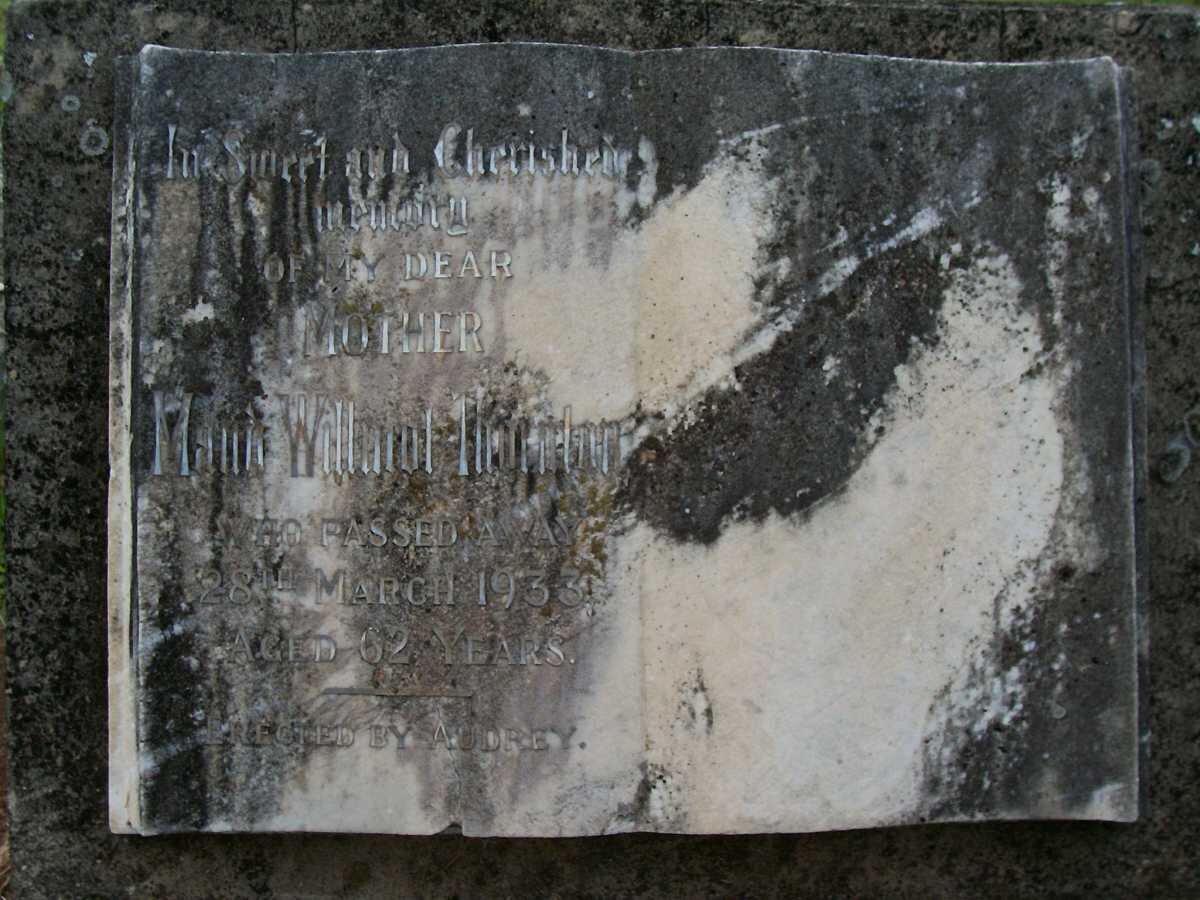 In Sweet and Cherished
memory
OF MY DEAR
MOTHER
Maud
WHO PASSED AWAY
28TH MARCH 1933
AGED 62 YEARS.
ERECTED BY AUDREY.